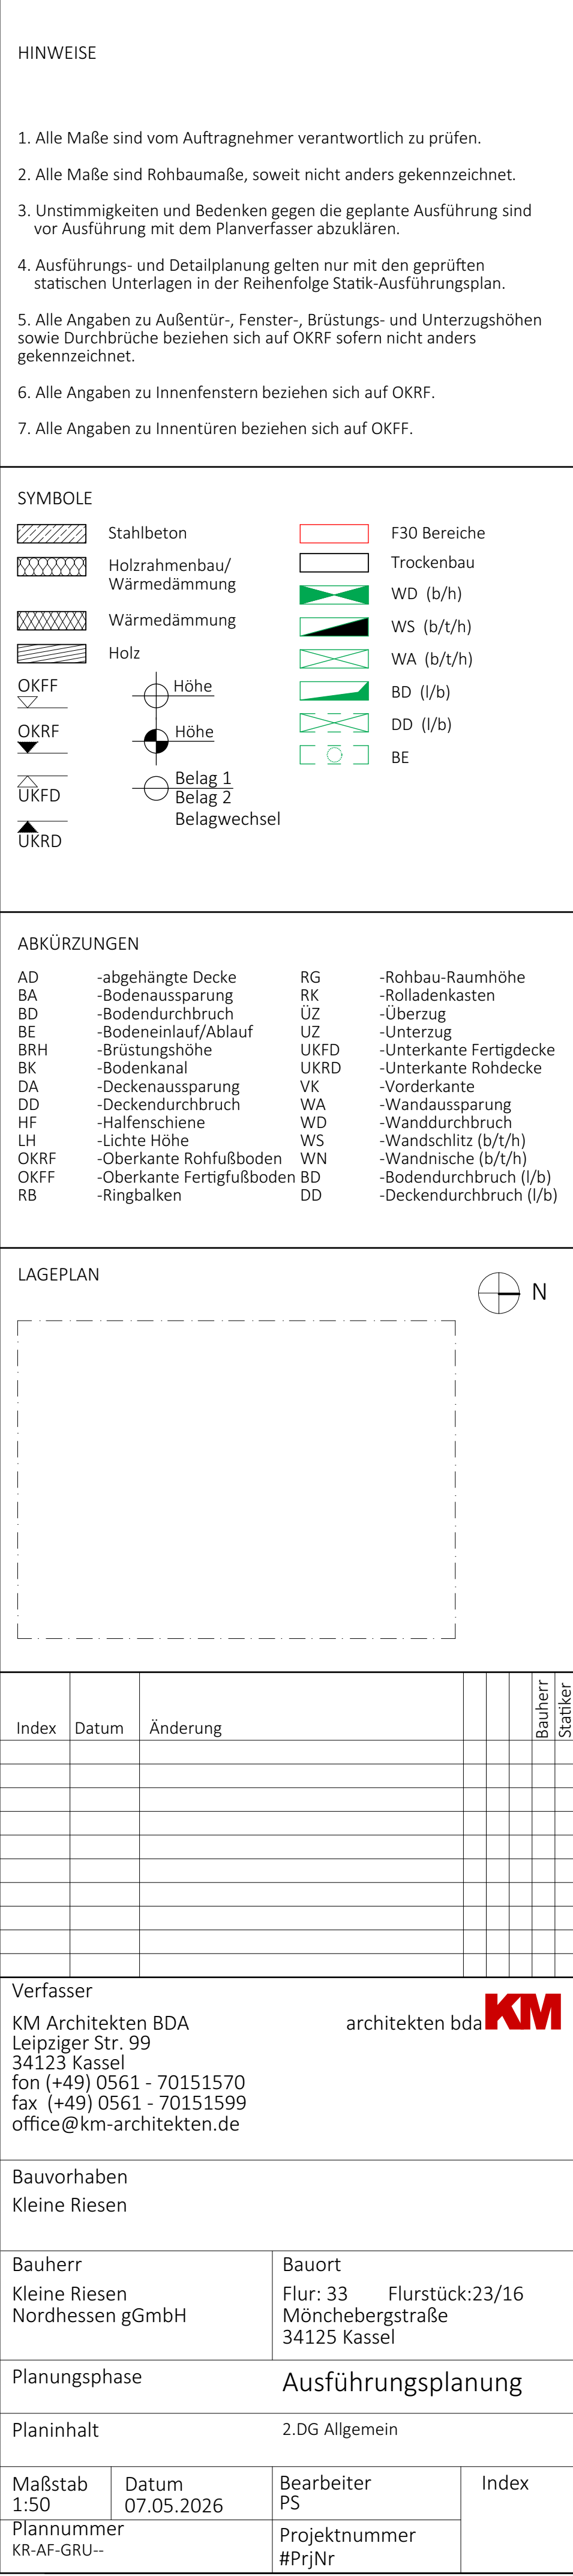 HINWEISE
1. Alle Maße sind vom Auftragnehmer verantwortlich zu prüfen.
2. Alle Maße sind Rohbaumaße, soweit nicht anders gekennzeichnet.
3. Unstimmigkeiten und Bedenken gegen die geplante Ausführung sind
vor Ausführung mit dem Planverfasser abzuklären.
4. Ausführungs- und Detailplanung gelten nur mit den geprüften
statischen Unterlagen in der Reihenfolge Statik-Ausführungsplan.
5. Alle Angaben zu Außentür-, Fenster-, Brüstungs- und Unterzugshöhen
sowie Durchbrüche beziehen sich auf OKRF sofern nicht anders
gekennzeichnet.
6. Alle Angaben zu Innenfenstern beziehen sich auf OKRF.
7. Alle Angaben zu Innentüren beziehen sich auf OKFF.
SYMBOLE
Stahlbeton
Holzrahmenbau/
Wärmedämmung
Wärmedämmung
Holz
OKFF
Höhe
OKRF
Höhe
UKFD
Belag 1
Belag 2
Belagwechsel
UKRD
F30 Bereiche
Trockenbau
WD (b/h)
WS (b/t/h)
WA (b/t/h)
BD (l/b)
DD (l/b)
BE
ABKÜRZUNGEN
AD -abgehängte Decke
BA -Bodenaussparung
BD -Bodendurchbruch
BE -Bodeneinlauf/Ablauf
BRH -Brüstungshöhe
BK -Bodenkanal
DA -Deckenaussparung
DD -Deckendurchbruch
HF -Halfenschiene
LH -Lichte Höhe
OKRF -Oberkante Rohfußboden
OKFF -Oberkante Fertigfußboden
RB -Ringbalken
RG -Rohbau-Raumhöhe
RK -Rolladenkasten
ÜZ -Überzug
UZ -Unterzug
UKFD -Unterkante Fertigdecke
UKRD -Unterkante Rohdecke
VK -Vorderkante
WA -Wandaussparung
WD -Wanddurchbruch
WS -Wandschlitz (b/t/h)
WN -Wandnische (b/t/h)
BD -Bodendurchbruch (l/b)
DD -Deckendurchbruch (l/b)
LAGEPLAN
N
Index Datum Änderung Bauherr Statiker
Verfasser
KM Architekten BDA
Leipziger Str. 99
34123 Kassel
fon (+49) 0561 - 70151570
fax (+49) 0561 - 70151599
office@km-architekten.de
architekten bda KM
Bauvorhaben
Kleine Riesen
Bauherr
Kleine Riesen
Nordhessen gGmbH
Bauort
Flur: 33 Flurstück:23/16
Mönchebergstraße
34125 Kassel
Planungsphase
Ausführungsplanung
Planinhalt
2.DG Allgemein
Maßstab
1:50
Datum
07.05.2026
Bearbeiter
PS
Index
Plannummer
KR-AF-GRU--
Projektnummer
#PrjNr